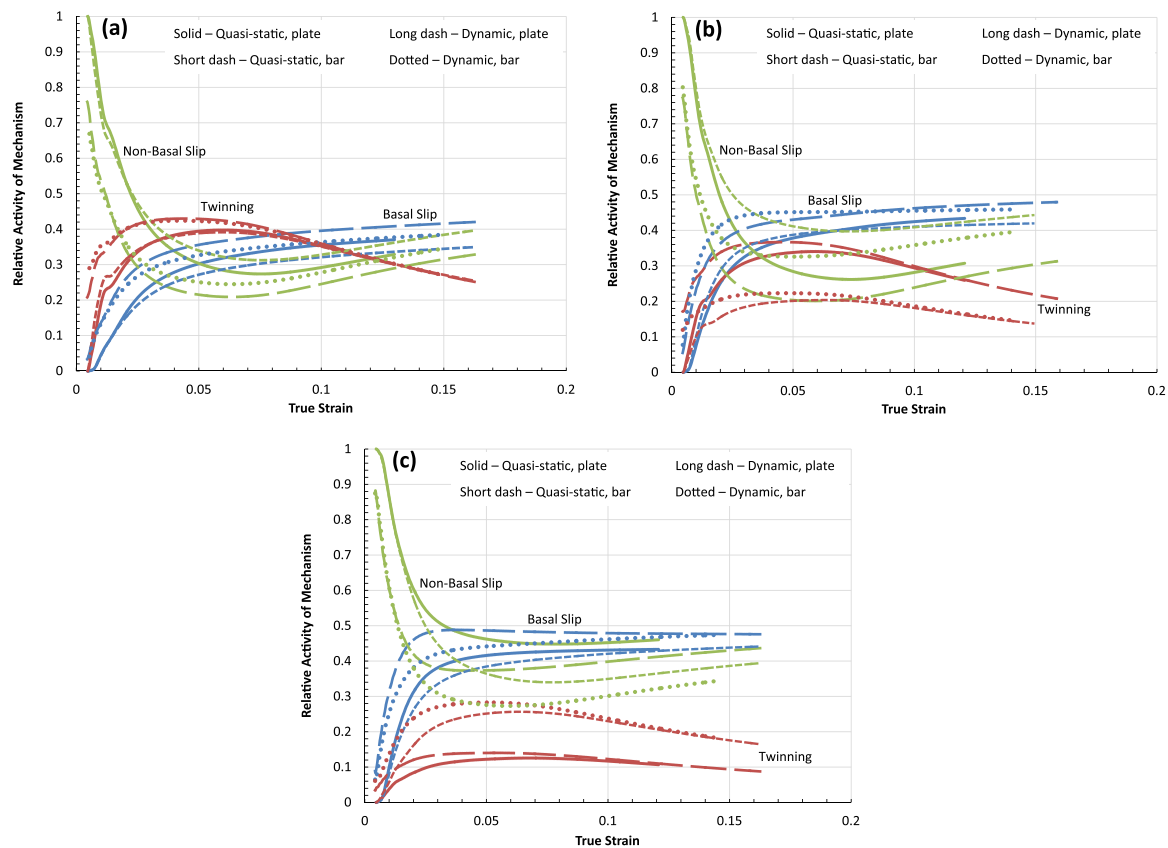 (a)
Solid – Quasi-static, plate
Long dash – Dynamic, plate
Short dash – Quasi-static, bar
Dotted – Dynamic, bar
1
0.9
0.8
0.7
0.6
0.5
0.4
0.3
0.2
0.1
0
Relative Activity of Mechanism
Non-Basal Slip
Twinning
Basal Slip
0
0.05
0.1
0.15
0.2
True Strain
(b)
Solid – Quasi-static, plate
Long dash – Dynamic, plate
Short dash – Quasi-static, bar
Dotted – Dynamic, bar
1
0.9
0.8
0.7
0.6
0.5
0.4
0.3
0.2
0.1
0
Relative Activity of Mechanism
Non-Basal Slip
Basal Slip
Twinning
0
0.05
0.1
0.15
0.2
True Strain
(c)
Solid – Quasi-static, plate
Long dash – Dynamic, plate
Short dash – Quasi-static, bar
Dotted – Dynamic, bar
1
0.9
0.8
0.7
0.6
0.5
0.4
0.3
0.2
0.1
0
Relative Activity of Mechanism
Non-Basal Slip
Basal Slip
Twinning
0
0.05
0.1
0.15
0.2
True Strain